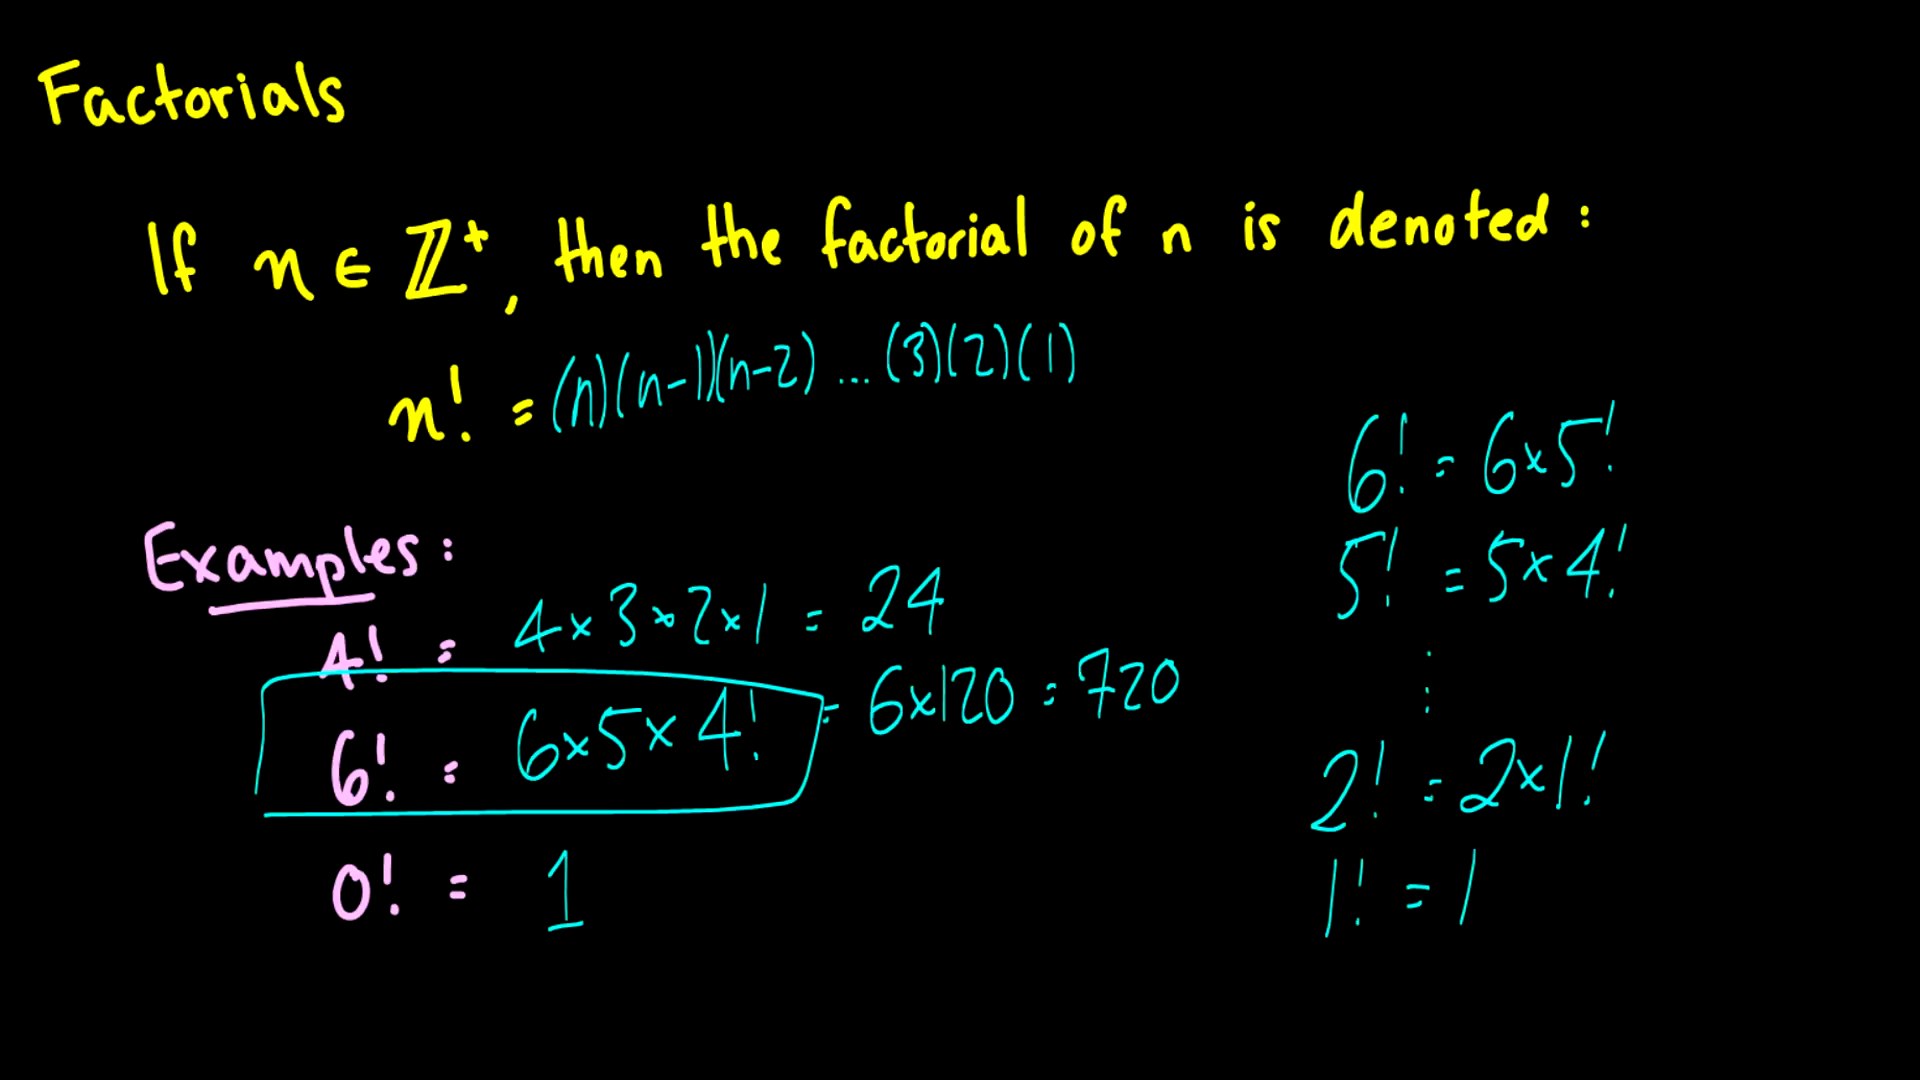 Factorials
If n ∈ ℤ⁺, then the factorial of n is denoted:
n! = (n)(n-1)(n-2) ... (3)(2)(1)
Examples:
4! = 4 × 3 × 2 × 1 = 24
6! = 6 × 5 × 4! = 6 × 120 = 720
0! = 1
6! = 6 × 5!
5! = 5 × 4!
⋮
2! = 2 × 1!
1! = 1